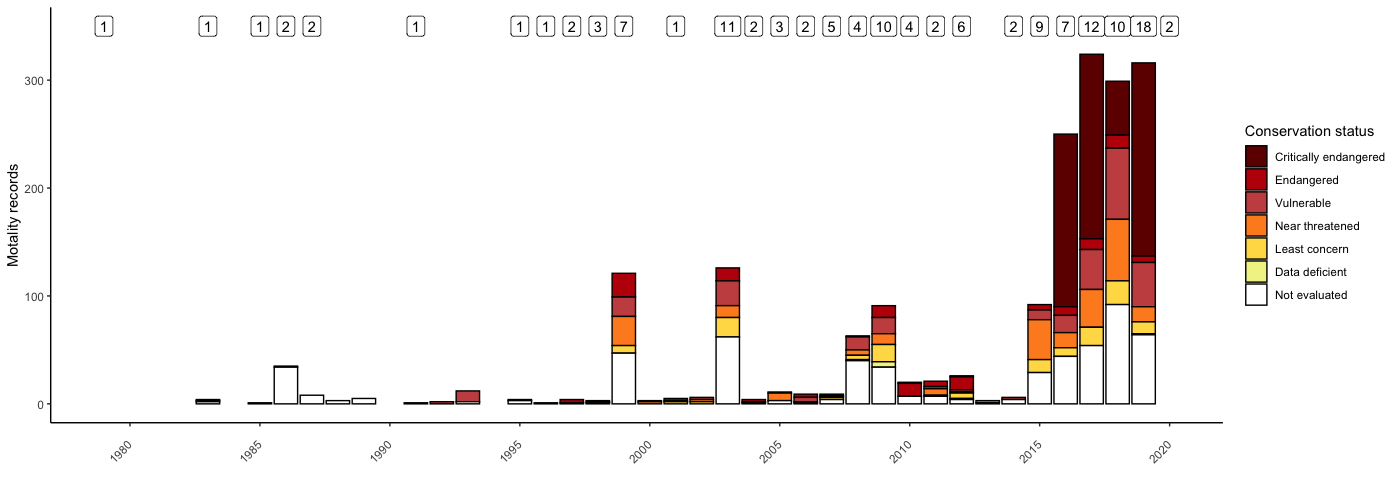 1 1 1 2 2 1 1 1 2 3 7 1 11 2 3 2 5 4 10 4 2 6 2 9 7 12 10 18 2
Motality records
300
200
100
0
1980 1985 1990 1995 2000 2005 2010 2015 2020
Conservation status
Critically endangered
Endangered
Vulnerable
Near threatened
Least concern
Data deficient
Not evaluated